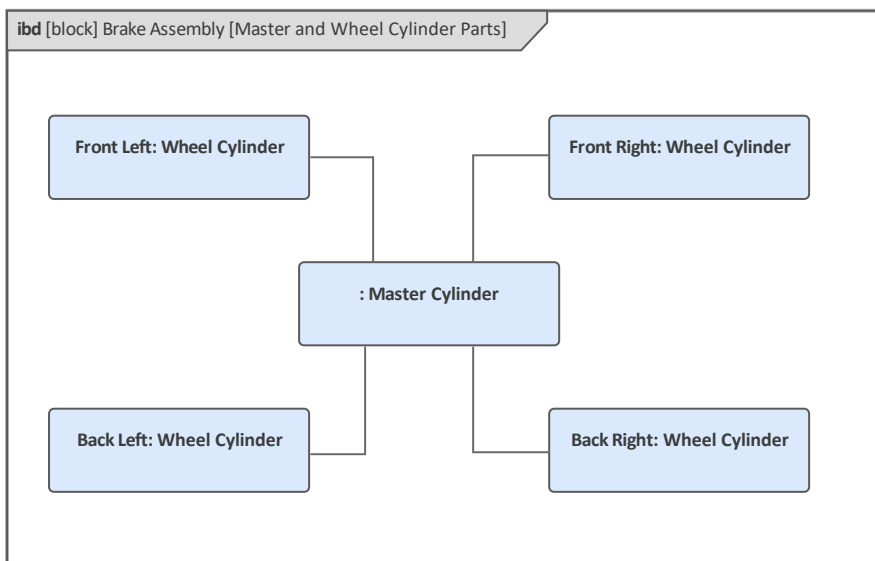 ibd [block] Brake Assembly [Master and Wheel Cylinder Parts]
Front Left: Wheel Cylinder
Front Right: Wheel Cylinder
: Master Cylinder
Back Left: Wheel Cylinder
Back Right: Wheel Cylinder